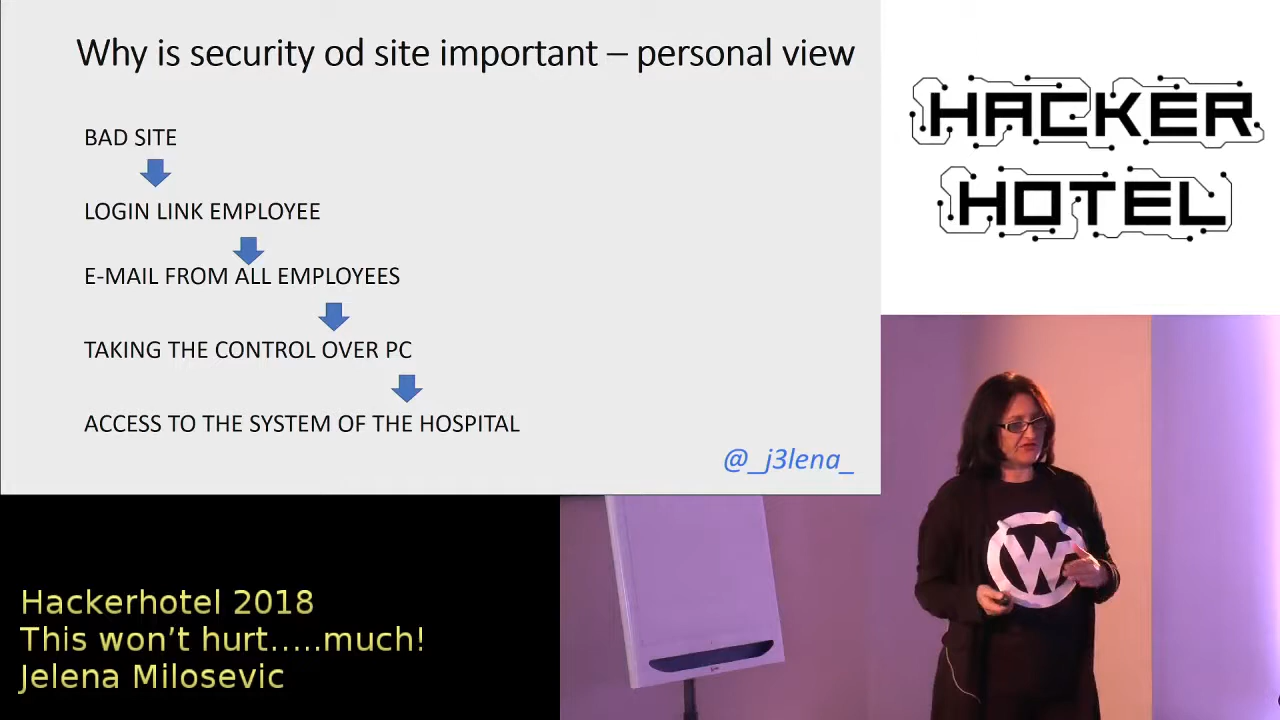 Why is security od site important – personal view
BAD SITE
LOGIN LINK EMPLOYEE
E-MAIL FROM ALL EMPLOYEES
TAKING THE CONTROL OVER PC
ACCESS TO THE SYSTEM OF THE HOSPITAL
@_j3lena_
HACKER
HOTEL
W
Hackerhotel 2018
This won't hurt.....much!
Jelena Milosevic